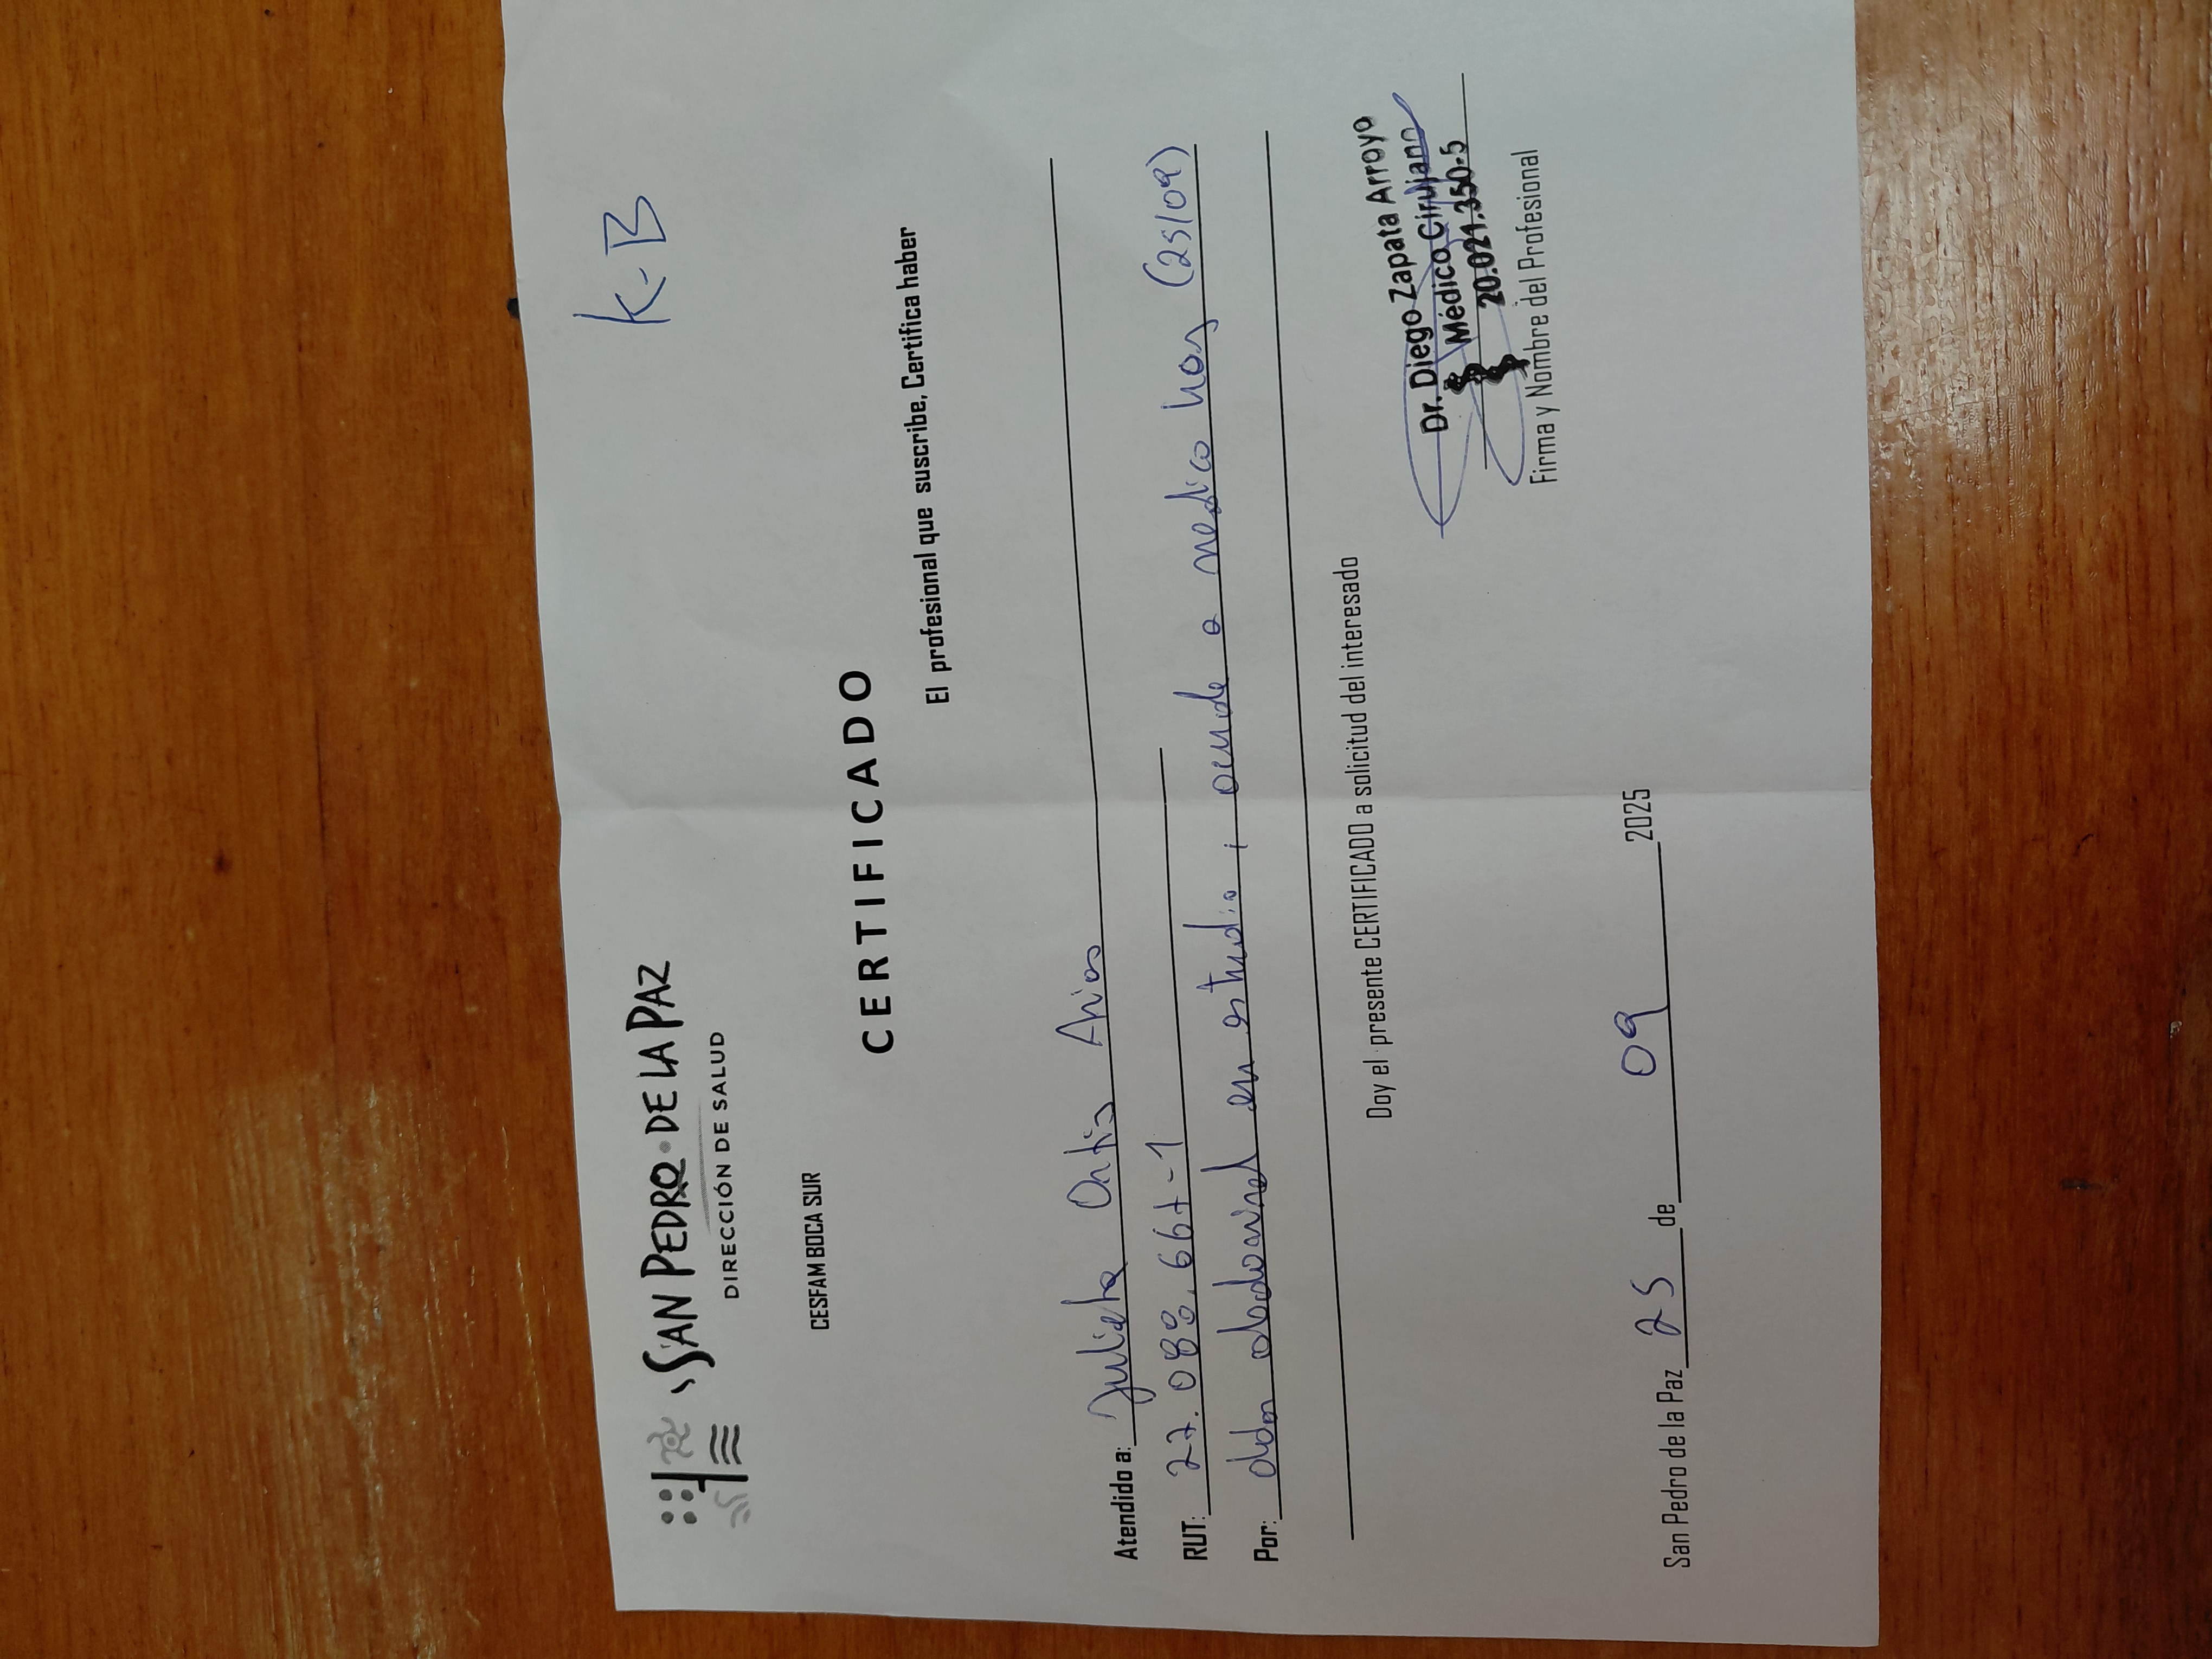 K-B
SAN PEDRO DE LA PAZ
DIRECCIÓN DE SALUD
CESFAM BOCA SUR
CERTIFICADO
El profesional que suscribe, Certifica haber
Atendido a: Julieta Ortiz Arias
RUT: 27.088.667-1
Por: dolor abdominal en estudio, acude a medico hoy (25/09)
Doy el presente CERTIFICADO a solicitud del interesado
Dr. Diego Zapata Arroyo
Médico Cirujano
20.021.350-5
Firma y Nombre del Profesional
San Pedro de la Paz 25 de 09 2025